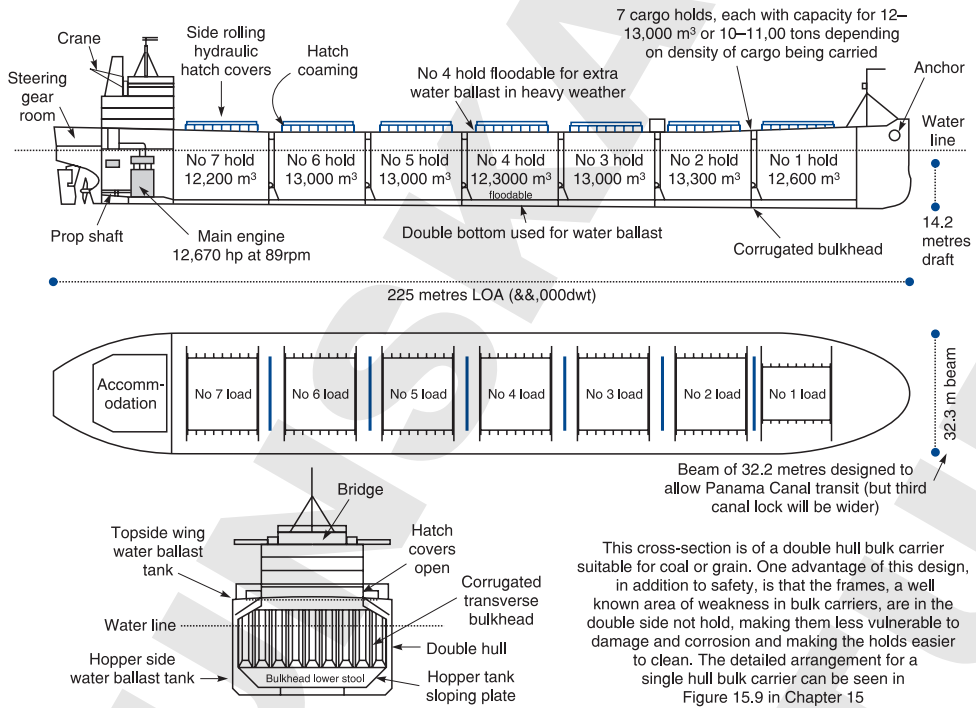 Crane
Side rolling
hydraulic
hatch covers
Hatch
coaming
No 4 hold floodable for extra
water ballast in heavy weather
7 cargo holds, each with capacity for 12–
13,000 m³ or 10–11,00 tons depending
on density of cargo being carried
Anchor
Steering
gear
room
Water
line
No 7 hold
12,200 m³
No 6 hold
13,000 m³
No 5 hold
13,000 m³
No 4 hold
12,3000 m³
floodable
No 3 hold
13,000 m³
No 2 hold
13,300 m³
No 1 hold
12,600 m³
Prop shaft
Main engine
12,670 hp at 89rpm
Double bottom used for water ballast
Corrugated bulkhead
14.2
metres
draft
225 metres LOA (&&,000dwt)
Accomm-
odation
No 7 load
No 6 load
No 5 load
No 4 load
No 3 load
No 2 load
No 1 load
32.3 m beam
Beam of 32.2 metres designed to
allow Panama Canal transit (but third
canal lock will be wider)
Bridge
Topside wing
water ballast
tank
Hatch
covers
open
Corrugated
transverse
bulkhead
Water line
Double hull
Hopper side
water ballast tank
Bulkhead lower stool
Hopper tank
sloping plate
This cross-section is of a double hull bulk carrier
suitable for coal or grain. One advantage of this design,
in addition to safety, is that the frames, a well
known area of weakness in bulk carriers, are in the
double side not hold, making them less vulnerable to
damage and corrosion and making the holds easier
to clean. The detailed arrangement for a
single hull bulk carrier can be seen in
Figure 15.9 in Chapter 15